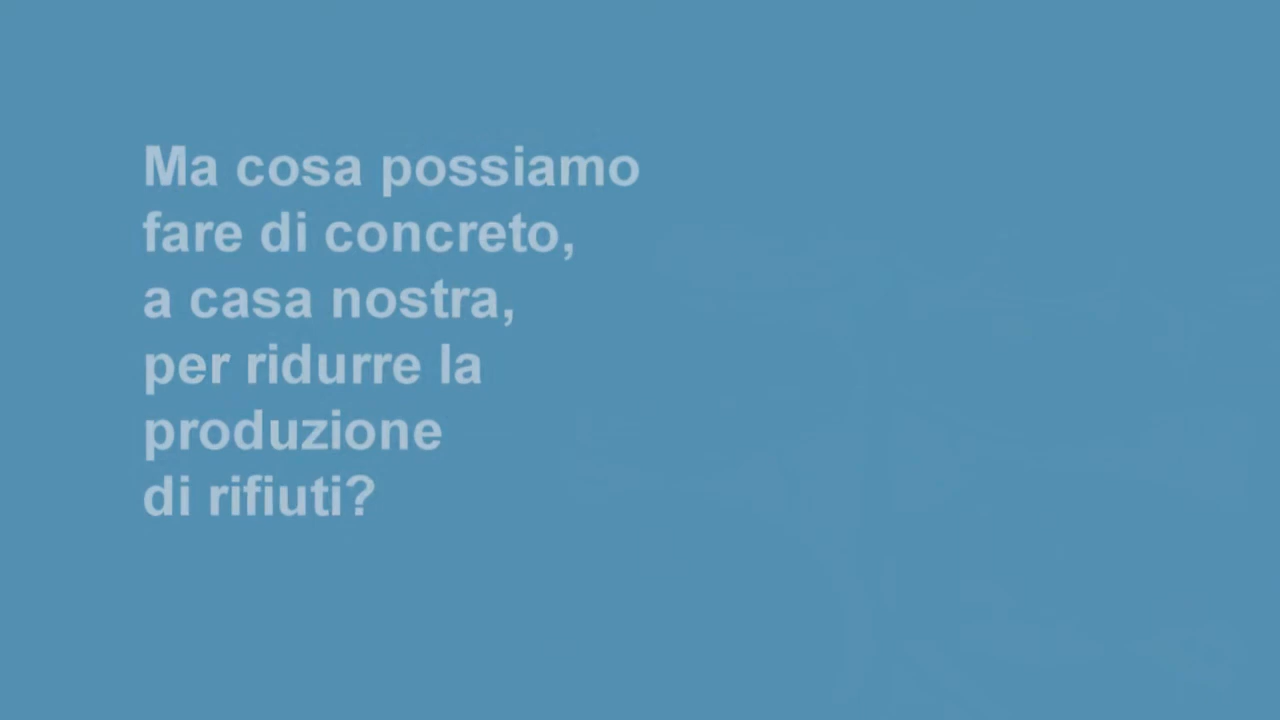 Ma cosa possiamo
fare di concreto,
a casa nostra,
per ridurre la
produzione
di rifiuti?